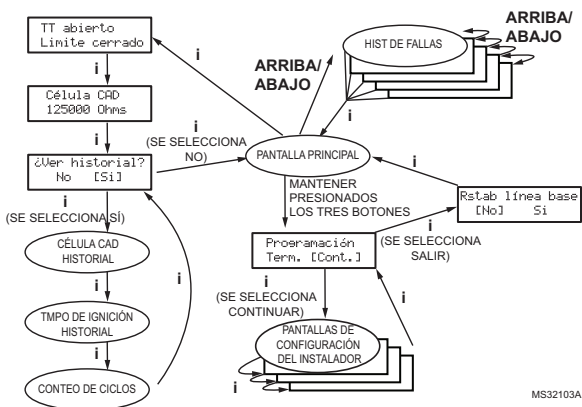 TT abierto
Limite cerrado
i
Célula CAD
125000 Ohms
i
¿Ver historial?
No [Si]
i
(SE SELECCIONA SÍ)
CÉLULA CAD
HISTORIAL
i
TMPO DE IGNICIÓN
HISTORIAL
i
CONTEO DE CICLOS
i
i
i
(SE SELECCIONA
NO)
ARRIBA/
ABAJO
HIST DE FALLAS
ARRIBA/
ABAJO
i
PANTALLA PRINCIPAL
MANTENER
PRESIONADOS
LOS TRES BOTONES
i
Rstab línea base
[No] Si
Programación
Term. [Cont.]
i
(SE SELECCIONA
SALIR)
i
(SE SELECCIONA
CONTINUAR)
PANTALLAS DE
CONFIGURACIÓN
DEL INSTALADOR
i
i
MS32103A